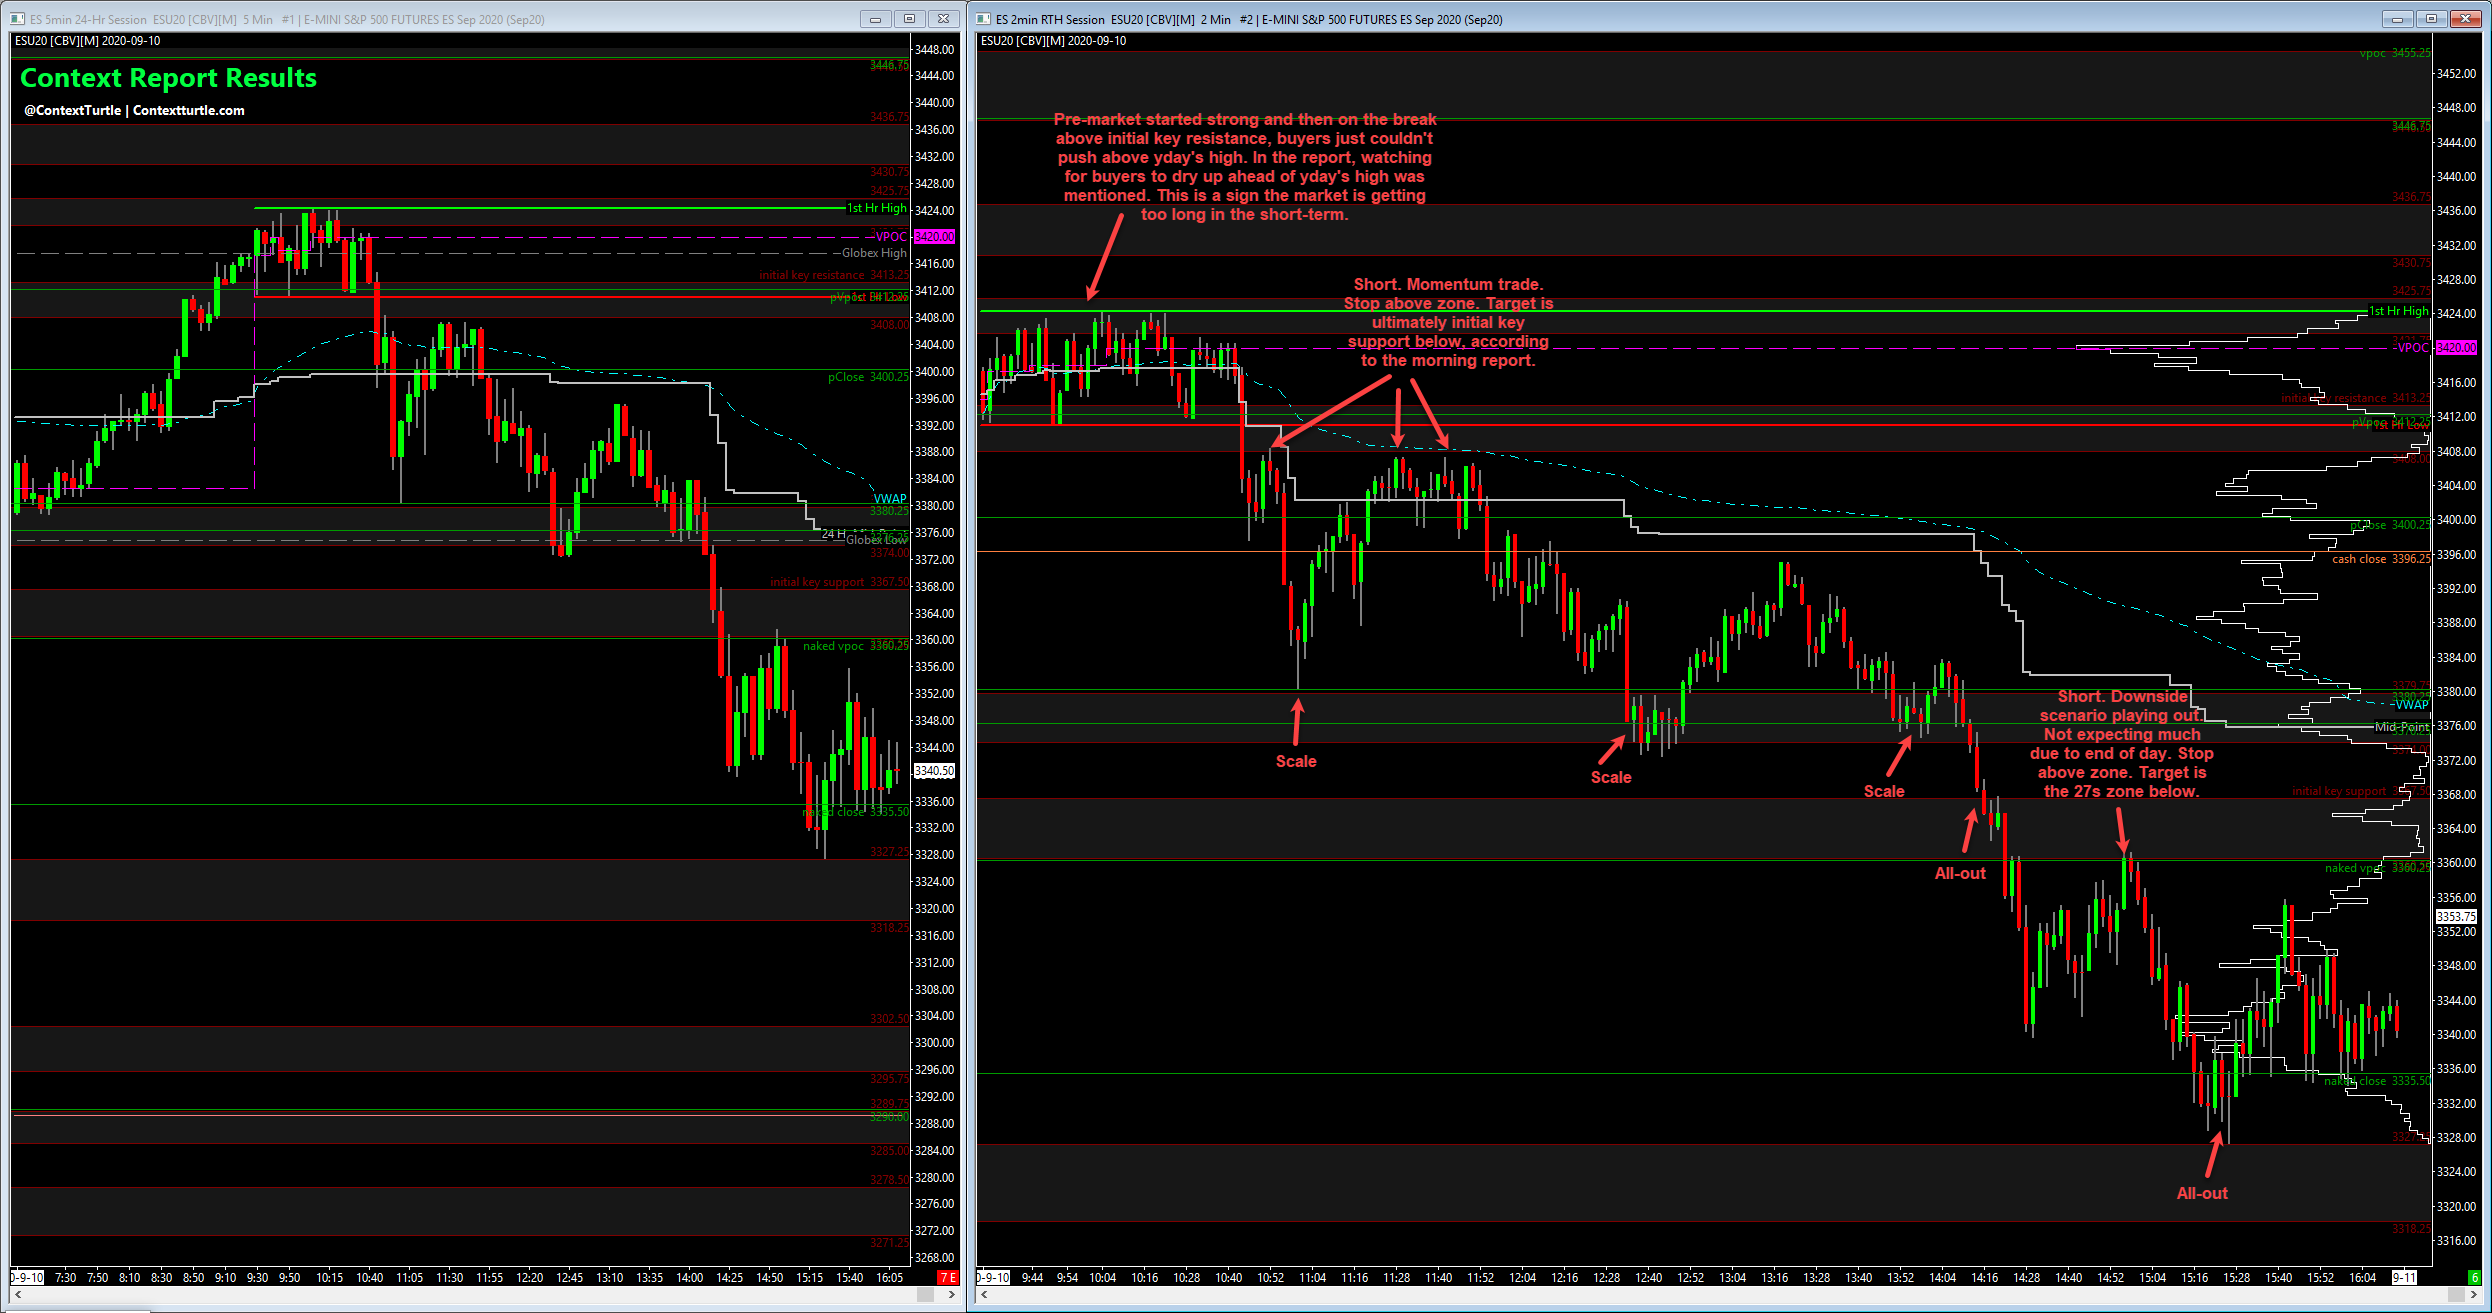 ES 5min 24-Hr Session ESU20 [CBV][M] 5 Min #1 | E-MINI S&P 500 FUTURES ES Sep 2020 (Sep20)
ESU20 [CBV][M] 2020-09-10
Context Report Results
@ContextTurtle | Contextturtle.com
3446.75
3436.75
3430.75
3425.75
1st Hr High
VPOC
Globex High
initial key resistance 3413.25
3408.00
pClose 3400.25
VWAP
3380.25
Globex Low
3374.00
initial key support 3367.50
naked vpoc 3360.25
naked close 3335.50
3327.25
3318.25
3302.50
3295.75
3289.75
3290.00
3285.00
3278.50
3271.25
3448.00
3444.00
3440.00
3436.00
3432.00
3428.00
3424.00
3420.00
3416.00
3412.00
3408.00
3404.00
3400.00
3396.00
3392.00
3388.00
3384.00
3380.00
3376.00
3372.00
3368.00
3364.00
3360.00
3356.00
3352.00
3348.00
3344.00
3340.50
3336.00
3332.00
3328.00
3324.00
3320.00
3316.00
3312.00
3308.00
3304.00
3300.00
3296.00
3292.00
3288.00
3284.00
3280.00
3276.00
3272.00
3268.00
0-9-10 7:30 7:50 8:10 8:30 8:50 9:10 9:30 9:50 10:15 10:40 11:05 11:30 11:55 12:20 12:45 13:10 13:35 14:00 14:25 14:50 15:15 15:40 16:05 7 E
ES 2min RTH Session ESU20 [CBV][M] 2 Min #2 | E-MINI S&P 500 FUTURES ES Sep 2020 (Sep20)
ESU20 [CBV][M] 2020-09-10
Pre-market started strong and then on the break
above initial key resistance, buyers just couldn't
push above yday's high. In the report, watching
for buyers to dry up ahead of yday's high was
mentioned. This is a sign the market is getting
too long in the short-term.
Short. Momentum trade.
Stop above zone. Target is
ultimately initial key
support below, according
to the morning report.
Scale
Scale
Scale
All-out
Short. Downside
scenario playing out.
Not expecting much
due to end of day. Stop
above zone. Target is
the 27s zone below.
All-out
vpoc 3455.25
3446.75
3436.75
3430.75
3425.75
1st Hr High
VPOC
initial key resistance 3413.25
pClose 3400.25
cash close 3396.25
3379.75
3380.25
VWAP
Mid-Point
initial key support
naked vpoc 3360.25
naked close 3335.50
3318.25
3452.00
3448.00
3444.00
3440.00
3436.00
3432.00
3428.00
3424.00
3420.00
3416.00
3412.00
3408.00
3404.00
3400.00
3396.00
3392.00
3388.00
3384.00
3380.00
3376.00
3372.00
3368.00
3364.00
3360.00
3356.00
3353.75
3352.00
3348.00
3344.00
3340.00
3336.00
3332.00
3328.00
3324.00
3320.00
3316.00
0-9-10 9:44 9:54 10:04 10:16 10:28 10:40 10:52 11:04 11:16 11:28 11:40 11:52 12:04 12:16 12:28 12:40 12:52 13:04 13:16 13:28 13:40 13:52 14:04 14:16 14:28 14:40 14:52 15:04 15:16 15:28 15:40 15:52 16:04 9-11 6